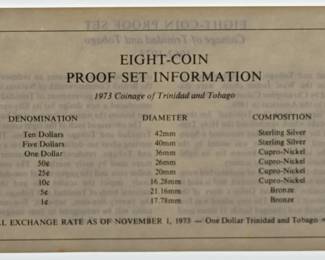 EIGHT-COIN
PROOF SET INFORMATION
1973 Coinage of Trinidad and Tobago
DENOMINATION DIAMETER COMPOSITION
Ten Dollars 42mm Sterling Silver
Five Dollars 40mm Sterling Silver
One Dollar 36mm Cupro-Nickel
50¢ 26mm Cupro-Nickel
25¢ 20mm Cupro-Nickel
10¢ 16.28mm Cupro-Nickel
5¢ 21.16mm Bronze
1¢ 17.78mm Bronze
AL EXCHANGE RATE AS OF NOVEMBER 1, 1973 — One Dollar Trinidad and Tobago